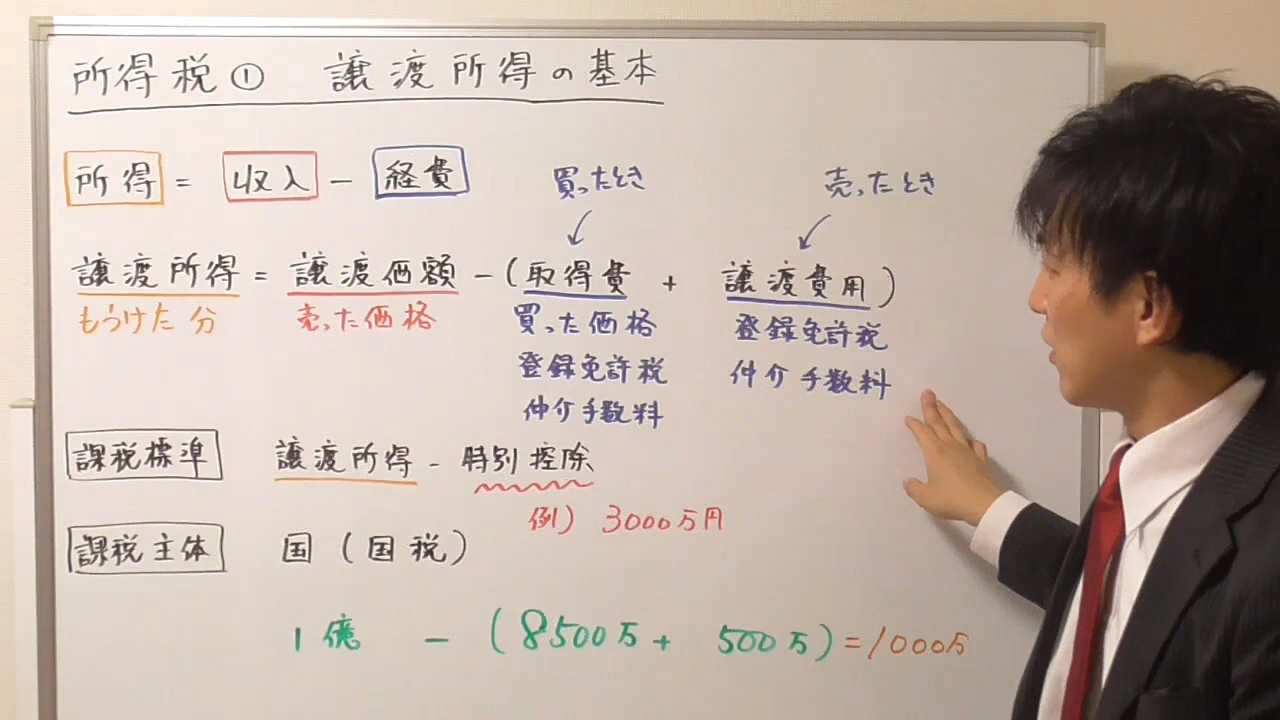 所得税① 譲渡所得の基本
所得 = 収入 - 経費
買ったとき 売ったとき
譲渡所得 = 譲渡価額 - (取得費 + 譲渡費用)
もうけた分 売った価格 買った価格 登録免許税
登録免許税 仲介手数料
仲介手数料
課税標準 譲渡所得 - 特別控除
例) 3000万円
課税主体 国 (国税)
1億 - (8500万 + 500万) = 1000万